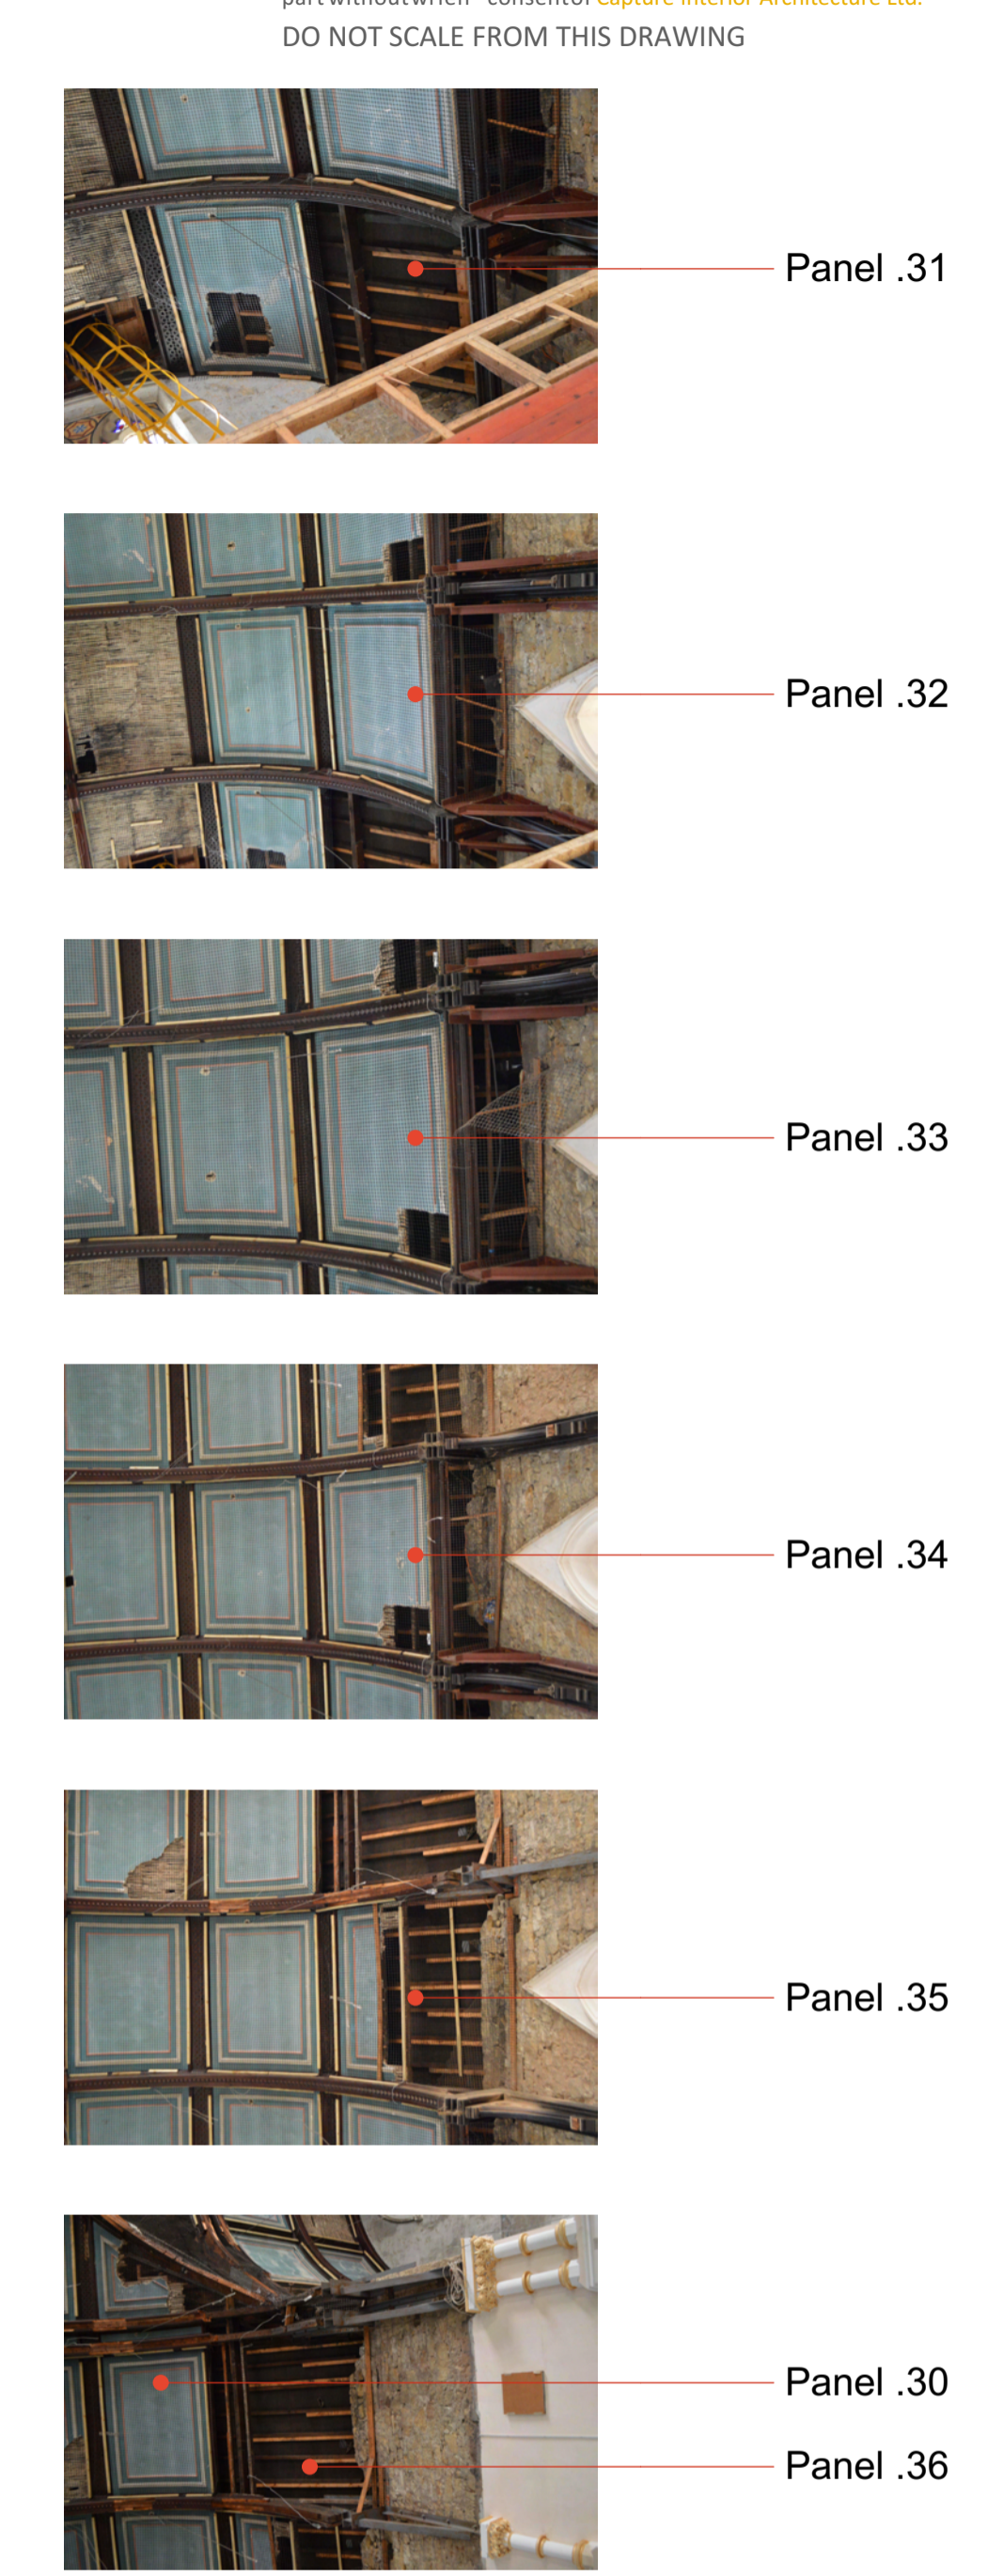 DO NOT SCALE FROM THIS DRAWING
Panel .31
Panel .32
Panel .33
Panel .34
Panel .35
Panel .30
Panel .36